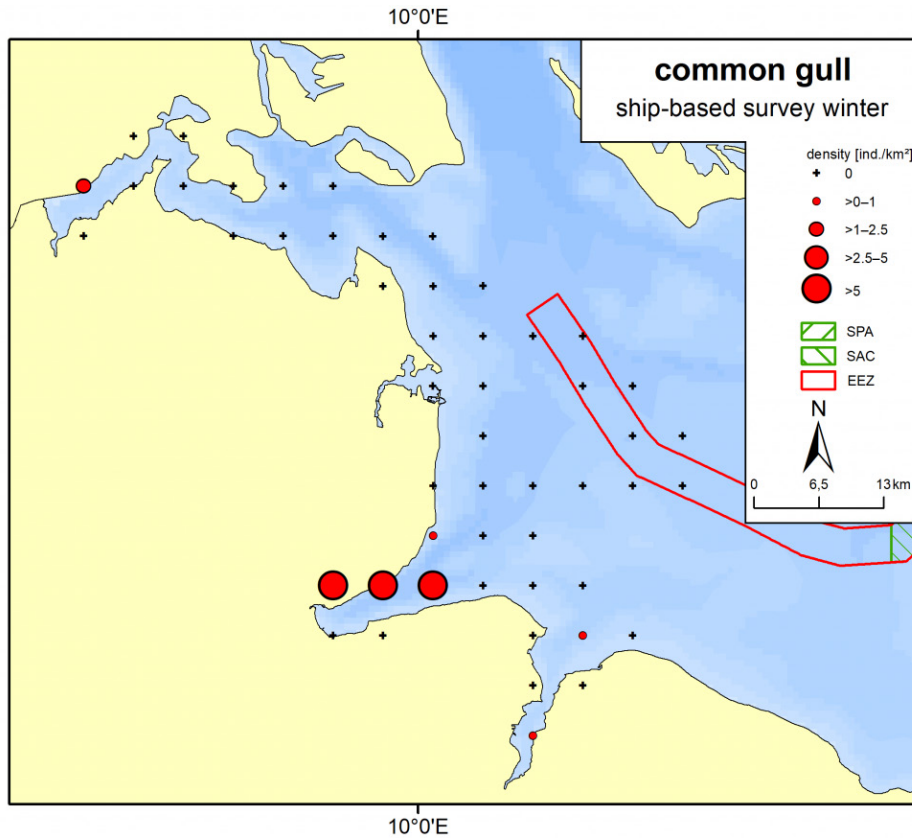 10°0'E
common gull
ship-based survey winter
density [ind./km²]
0
>0–1
>1–2.5
>2.5–5
>5
SPA
SAC
EEZ
N
0 6,5 13 km
10°0'E